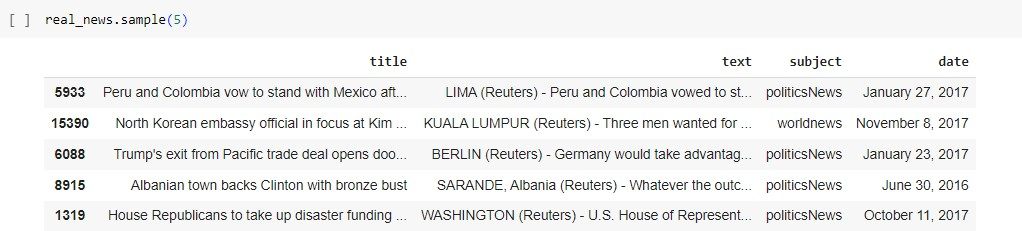 [ ] real_news.sample(5)
title text subject date
5933 Peru and Colombia vow to stand with Mexico aft... LIMA (Reuters) - Peru and Colombia vowed to st... politicsNews January 27, 2017
15390 North Korean embassy official in focus at Kim ... KUALA LUMPUR (Reuters) - Three men wanted for ... worldnews November 8, 2017
6088 Trump's exit from Pacific trade deal opens doo... BERLIN (Reuters) - Germany would take advantag... politicsNews January 23, 2017
8915 Albanian town backs Clinton with bronze bust SARANDE, Albania (Reuters) - Whatever the outc... politicsNews June 30, 2016
1319 House Republicans to take up disaster funding ... WASHINGTON (Reuters) - U.S. House of Represent... politicsNews October 11, 2017